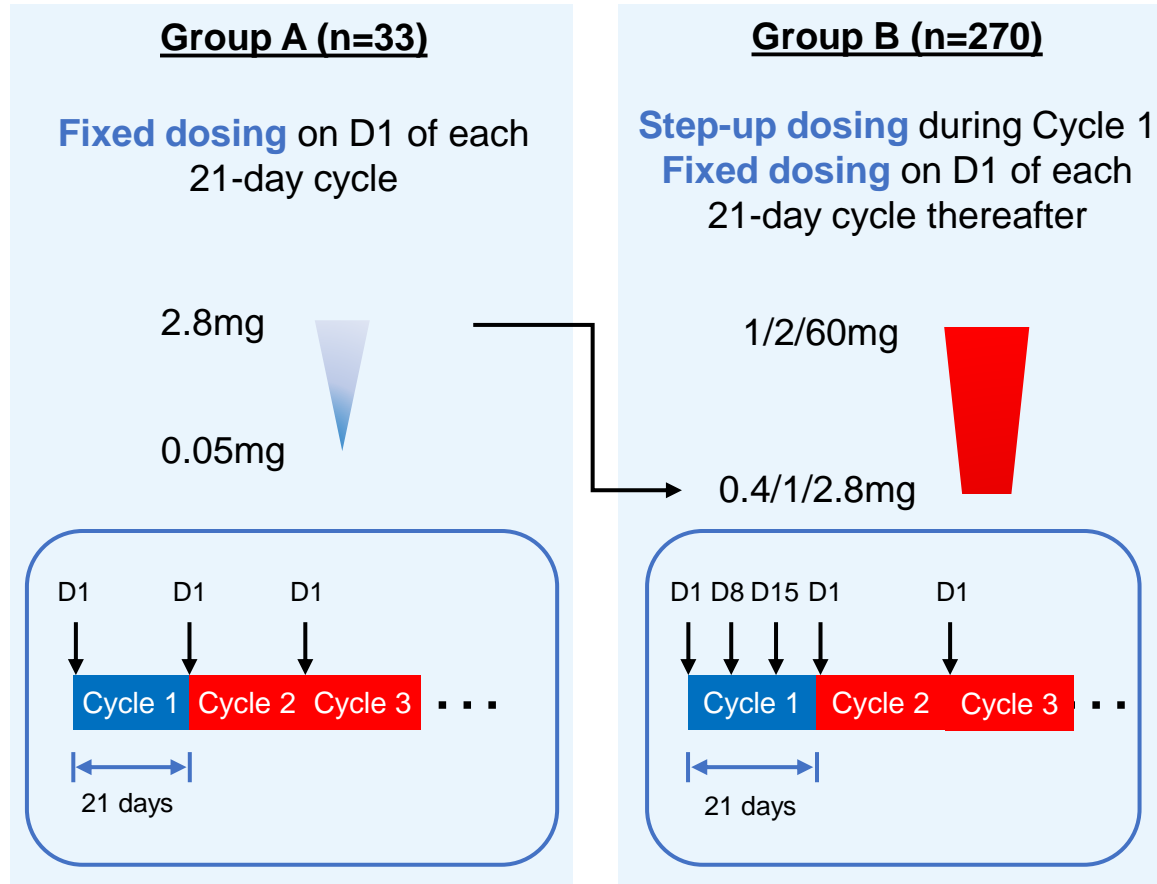 Group A (n=33)
Fixed dosing on D1 of each
21-day cycle
2.8mg
0.05mg
D1 D1 D1
Cycle 1 Cycle 2 Cycle 3 ...
21 days
Group B (n=270)
Step-up dosing during Cycle 1
Fixed dosing on D1 of each
21-day cycle thereafter
1/2/60mg
0.4/1/2.8mg
D1 D8 D15 D1 D1
Cycle 1 Cycle 2 Cycle 3 ...
21 days